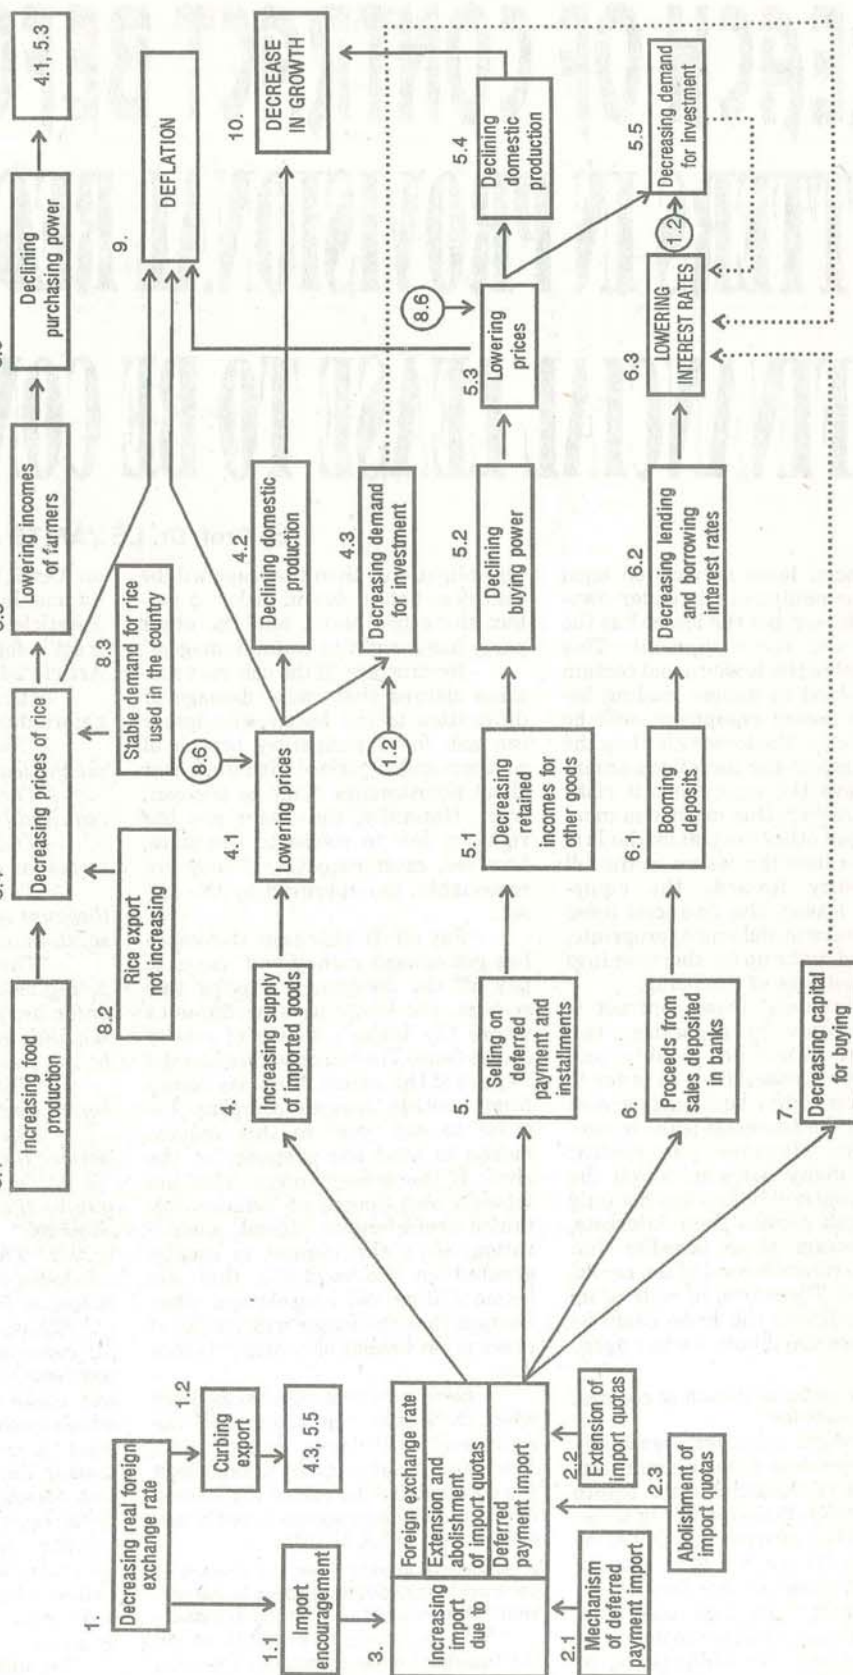 4.1, 5.3
Declining
purchasing power
Lowering incomes
of farmers
Decreasing prices of rice
Increasing food
production
8.3
Stable demand for rice
used in the country
8.2
Rice export
not increasing
9.
DEFLATION
10.
DECREASE
IN GROWTH
1.
Decreasing real foreign
exchange rate
1.2
Curbing
export
4.3, 5.5
1.1
Import
encouragement
3.
Increasing
import
due to
Foreign exchange rate
Extension and
abolishment
of import quotas
Deferred
payment import
2.1
Mechanism
of deferred
payment import
2.2
Extension of
import quotas
2.3
Abolishment of
import quotas
4.
Increasing supply
of imported goods
8.6
4.1
Lowering prices
1.2
4.2
Declining domestic
production
4.3
Decreasing demand
for investment
5.
Selling on
deferred
payment and
installments
5.1
Decreasing
retained
incomes for
other goods
5.2
Declining
buying power
8.6
5.3
Lowering
prices
5.4
Declining
domestic
production
5.5
Decreasing demand
for investment
6.
Proceeds from
sales deposited
in banks
6.1
Booming
deposits
6.2
Decreasing lending
and borrowing
interest rates
6.3
LOWERING
INTEREST RATES
1.2
7.
Decreasing capital
for buying